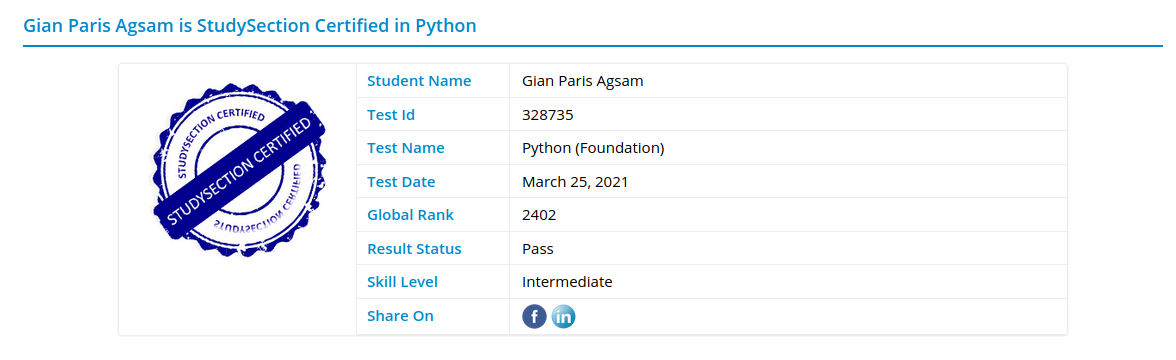 Gian Paris Agsam is StudySection Certified in Python
STUDYSECTION CERTIFIED
STUDYSECTION CERTIFIED
STUDYSECTION CERTIFIED
Student Name Gian Paris Agsam
Test Id 328735
Test Name Python (Foundation)
Test Date March 25, 2021
Global Rank 2402
Result Status Pass
Skill Level Intermediate
Share On f in